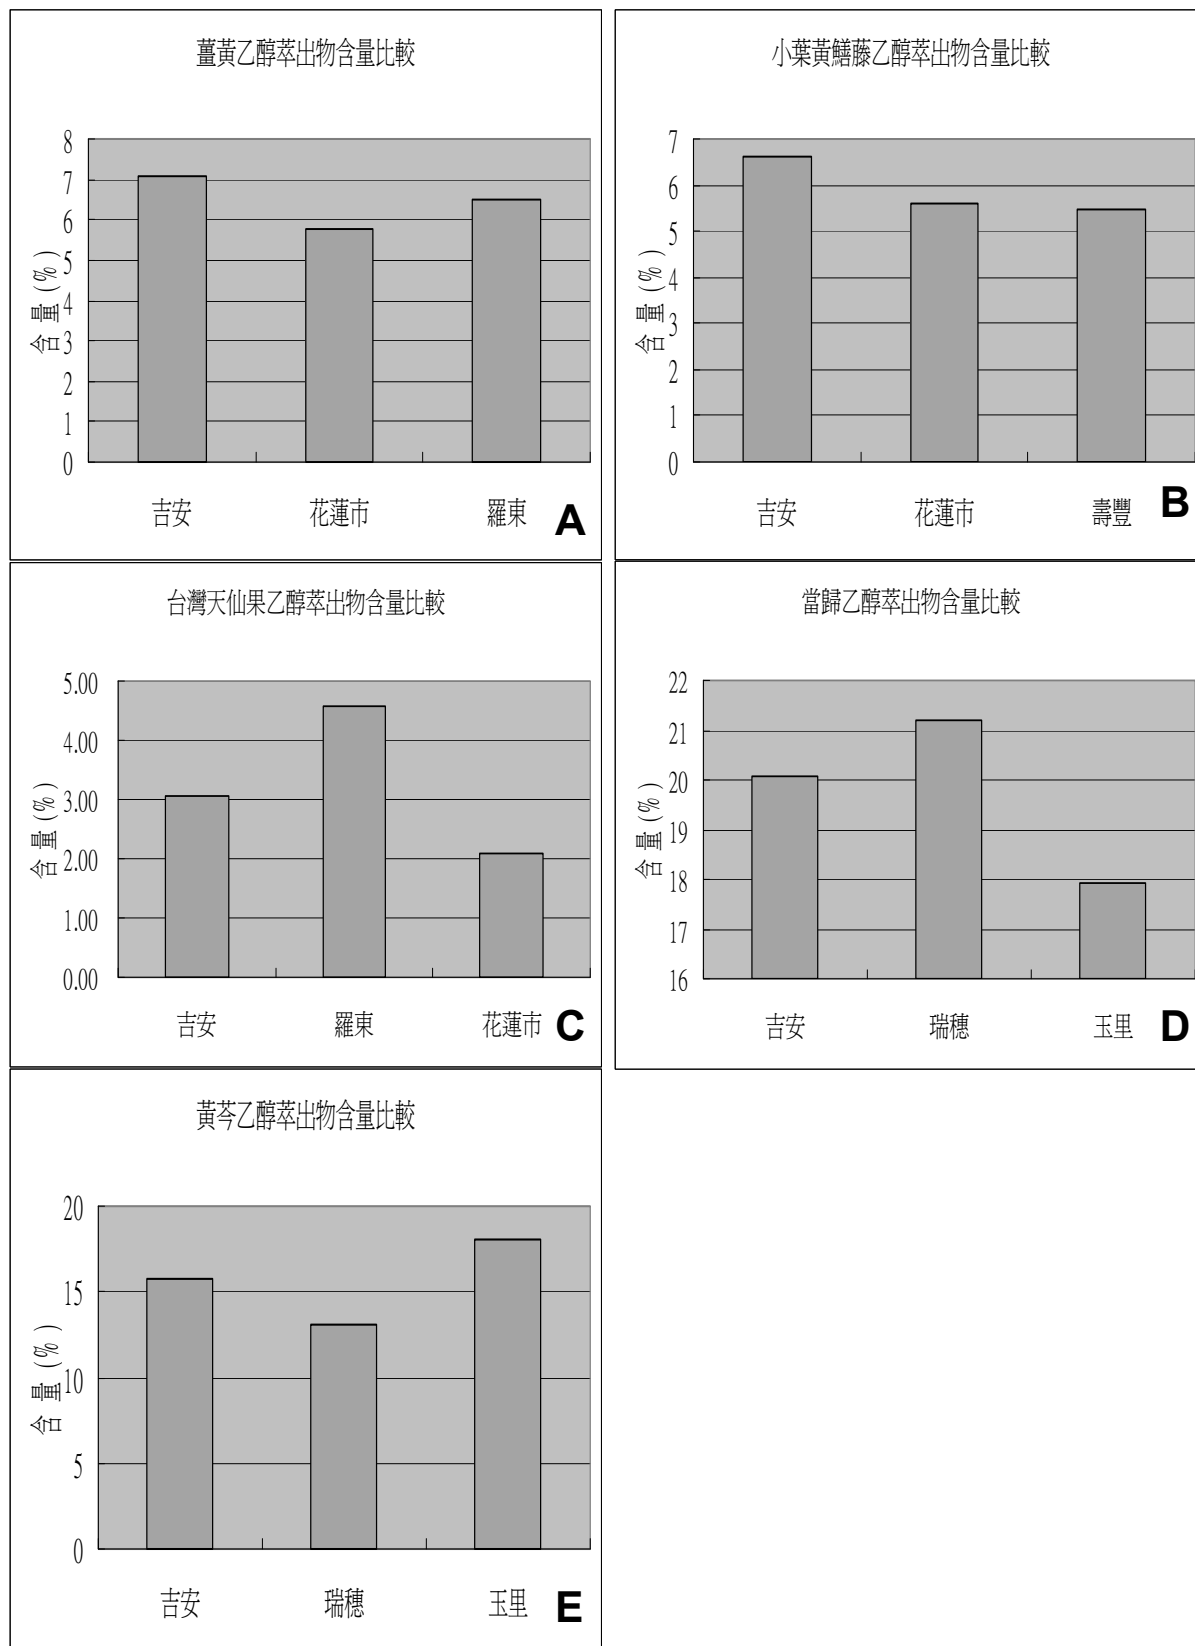 薑黃乙醇萃出物含量比較
含量(%)
8
7
6
5
4
3
2
1
0
吉安 花蓮市 羅東
A
小葉黃鱔藤乙醇萃出物含量比較
含量(%)
7
6
5
4
3
2
1
0
吉安 花蓮市 壽豐
B
台灣天仙果乙醇萃出物含量比較
含量(%)
5.00
4.00
3.00
2.00
1.00
0.00
吉安 羅東 花蓮市
C
當歸乙醇萃出物含量比較
含量(%)
22
21
20
19
18
17
16
吉安 瑞穗 玉里
D
黃芩乙醇萃出物含量比較
含量(%)
20
15
10
5
0
吉安 瑞穗 玉里
E